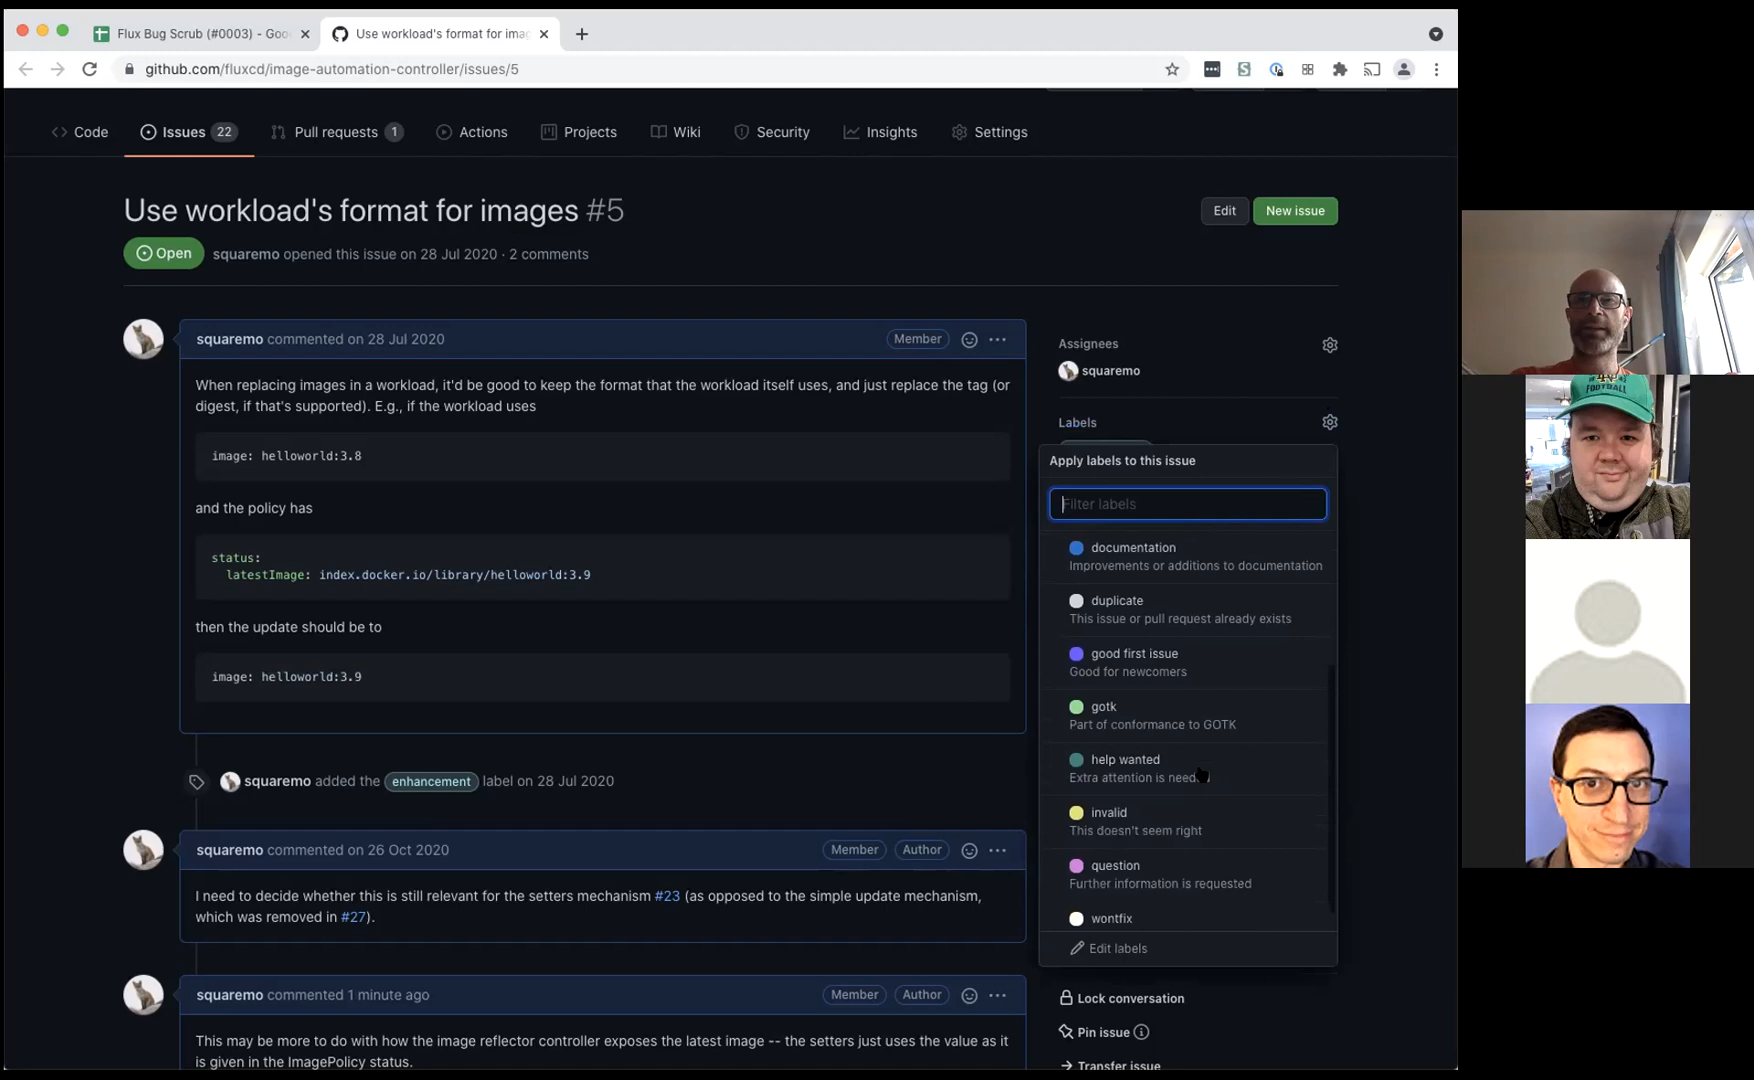 Flux Bug Scrub (#0003) - Goo
Use workload's format for imag
github.com/fluxcd/image-automation-controller/issues/5
Code
Issues 22
Pull requests 1
Actions
Projects
Wiki
Security
Insights
Settings
Use workload's format for images #5
Edit
New issue
Open
squaremo opened this issue on 28 Jul 2020 · 2 comments
squaremo commented on 28 Jul 2020
Member
When replacing images in a workload, it'd be good to keep the format that the workload itself uses, and just replace the tag (or
digest, if that's supported). E.g., if the workload uses
image: helloworld:3.8
and the policy has
status:
latestImage: index.docker.io/library/helloworld:3.9
then the update should be to
image: helloworld:3.9
squaremo added the enhancement label on 28 Jul 2020
squaremo commented on 26 Oct 2020
Member
Author
I need to decide whether this is still relevant for the setters mechanism #23 (as opposed to the simple update mechanism,
which was removed in #27).
squaremo commented 1 minute ago
Member
Author
This may be more to do with how the image reflector controller exposes the latest image -- the setters just uses the value as it
is given in the ImagePolicy status.
Assignees
squaremo
Labels
Apply labels to this issue
Filter labels
documentation
Improvements or additions to documentation
duplicate
This issue or pull request already exists
good first issue
Good for newcomers
gotk
Part of conformance to GOTK
help wanted
Extra attention is need
invalid
This doesn't seem right
question
Further information is requested
wontfix
Edit labels
Lock conversation
Pin issue
Transfer issue
FOOTBALL